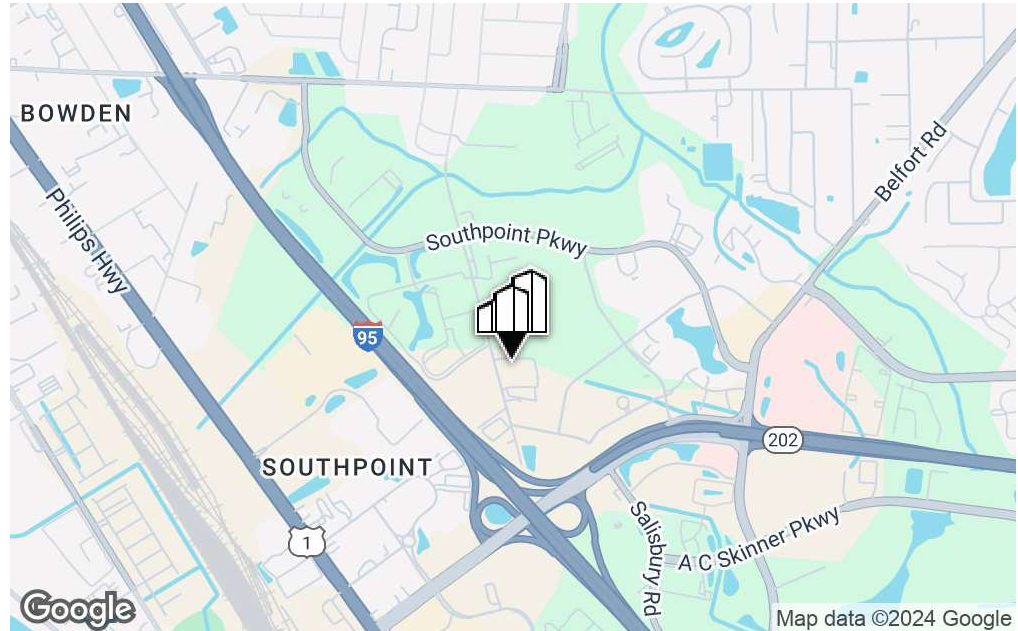 BOWDEN
Belfort Rd
Philips Hwy
Southpoint Pkwy
95
202
SOUTHPOINT
1
Salisbury Rd
A C Skinner Pkwy
Google
Map data ©2024 Google